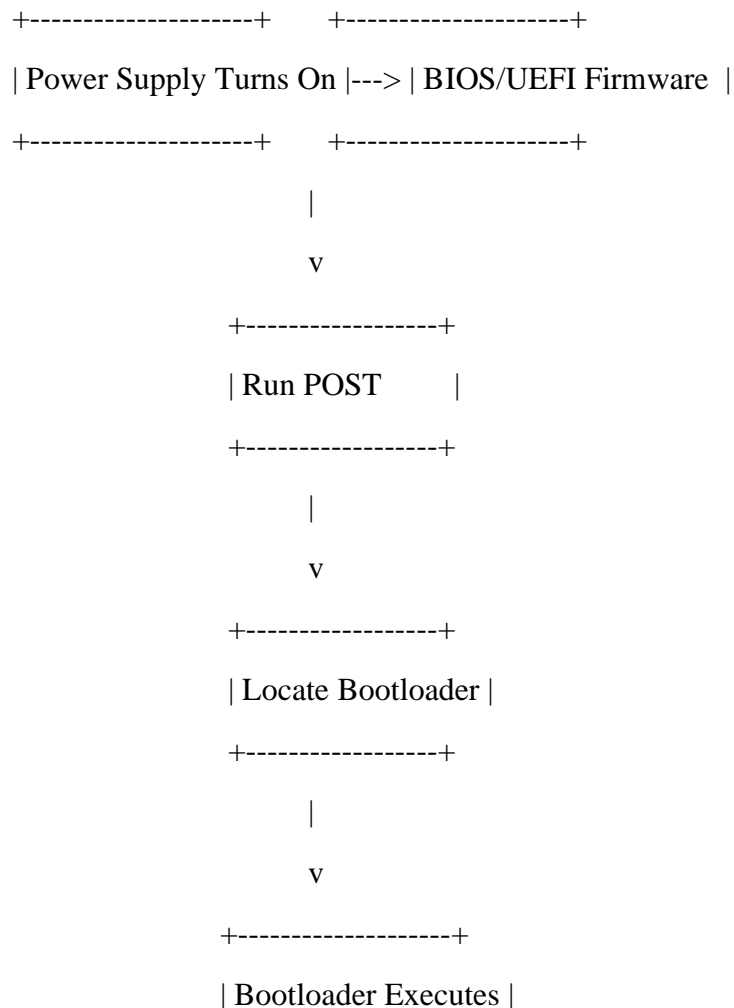 +---------------------+ +---------------------+
| Power Supply Turns On |---> | BIOS/UEFI Firmware |
+---------------------+ +---------------------+
|
v
+------------------+
| Run POST |
+------------------+
|
v
+------------------+
| Locate Bootloader |
+------------------+
|
v
+--------------------+
| Bootloader Executes |